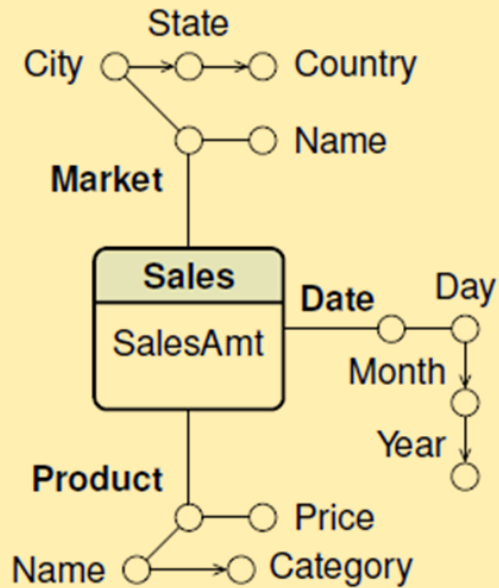 State
City
Country
Name
Market
Sales
SalesAmt
Date
Day
Month
Year
Product
Price
Name
Category